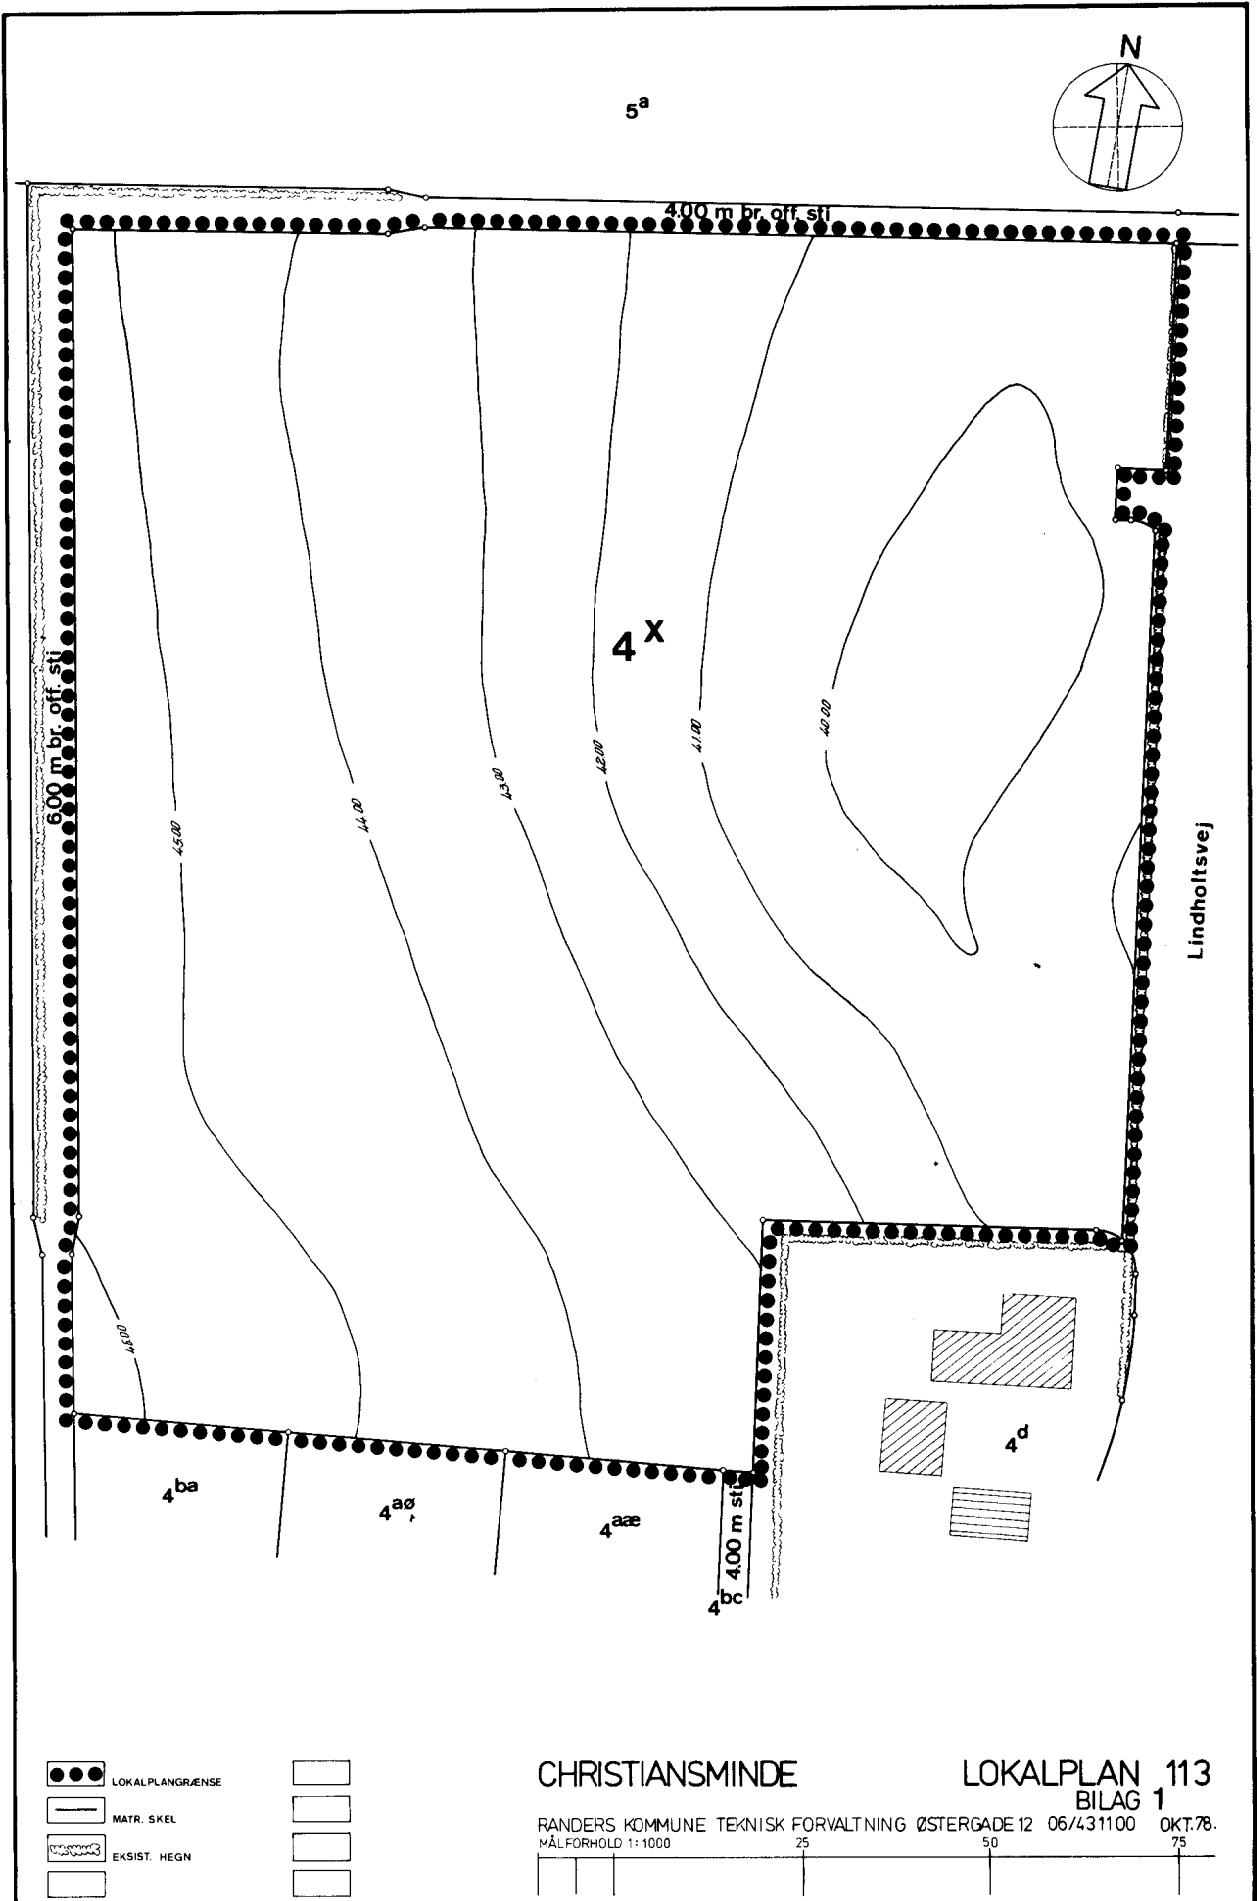 N
5a
4.00 m br. off. sti
6.00 m br. off. sti
4x
45.00
44.00
43.00
42.00
41.00
40.00
46.00
Lindholtsvej
4ba
4aø
4aæ
4.00 m sti
4bc
4d
LOKALPLANGRÆNSE
MATR. SKEL
EKSIST. HEGN
CHRISTIANSMINDE
LOKALPLAN 113
BILAG 1
RANDERS KOMMUNE TEKNISK FORVALTNING ØSTERGADE 12 06/431100 OKT. 78.
MÅLFORHOLD 1:1000
25 50 75